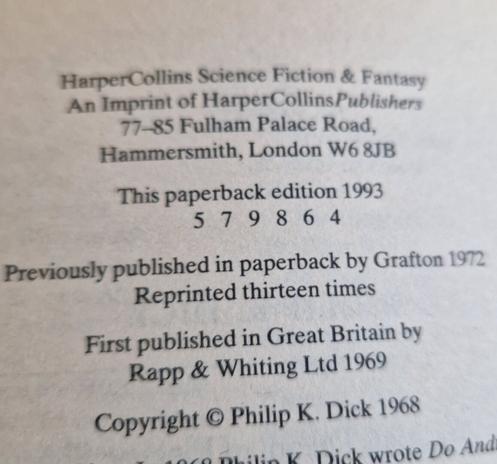 HarperCollins Science Fiction & Fantasy
An Imprint of HarperCollinsPublishers
77–85 Fulham Palace Road,
Hammersmith, London W6 8JB
This paperback edition 1993
5 7 9 8 6 4
Previously published in paperback by Grafton 1972
Reprinted thirteen times
First published in Great Britain by
Rapp & Whiting Ltd 1969
Copyright © Philip K. Dick 1968
1968 Philip K. Dick wrote Do